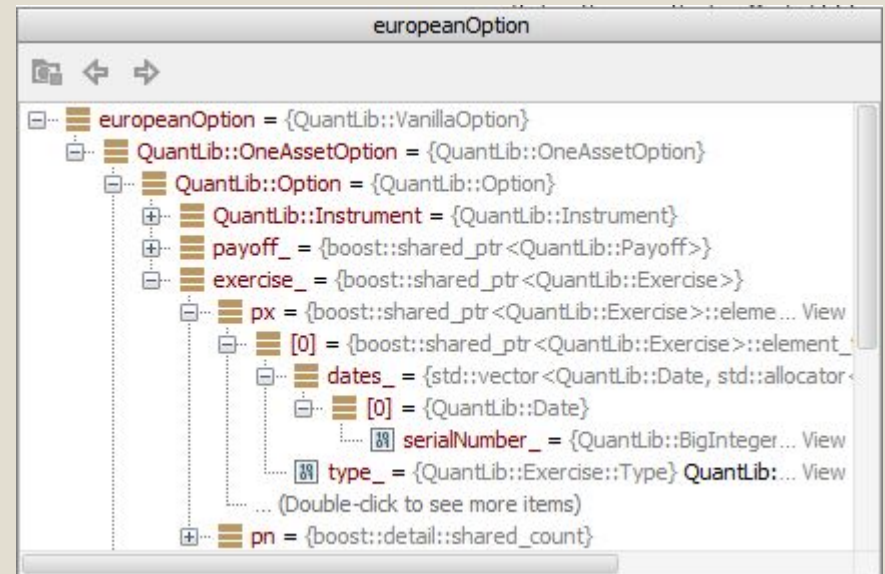 europeanOption
europeanOption = {QuantLib::VanillaOption}
QuantLib::OneAssetOption = {QuantLib::OneAssetOption}
QuantLib::Option = {QuantLib::Option}
QuantLib::Instrument = {QuantLib::Instrument}
payoff_ = {boost::shared_ptr<QuantLib::Payoff>}
exercise_ = {boost::shared_ptr<QuantLib::Exercise>}
px = {boost::shared_ptr<QuantLib::Exercise>::eleme... View
[0] = {boost::shared_ptr<QuantLib::Exercise>::element_
dates_ = {std::vector<QuantLib::Date, std::allocator<
[0] = {QuantLib::Date}
serialNumber_ = {QuantLib::BigInteger... View
type_ = {QuantLib::Exercise::Type} QuantLib:... View
... (Double-click to see more items)
pn = {boost::detail::shared_count}